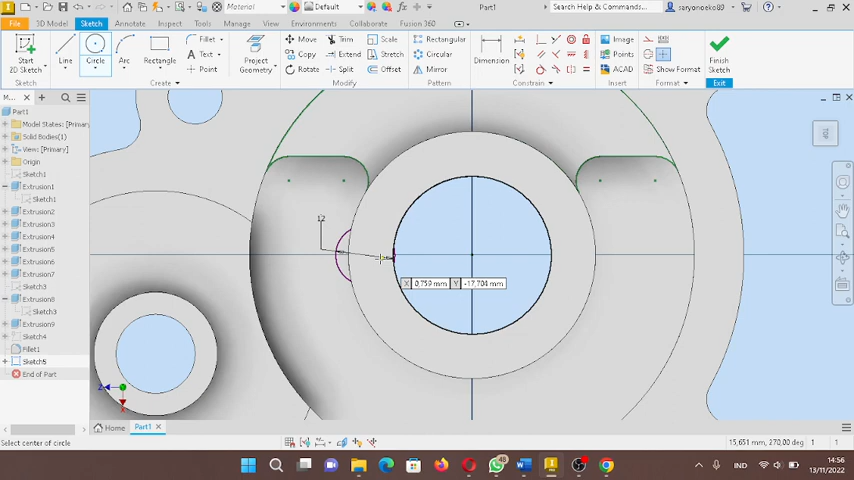 Material
Default
Part1
Search Help & Commands...
saryonoeko89
File
3D Model
Sketch
Annotate
Inspect
Tools
Manage
View
Environments
Collaborate
Fusion 360
Start
2D Sketch
Line
Circle
Arc
Rectangle
Fillet
Text
Point
Project
Geometry
Move
Copy
Rotate
Trim
Extend
Split
Scale
Stretch
Offset
Rectangular
Circular
Mirror
Dimension
Image
Points
ACAD
Show Format
Finish
Sketch
Create
Modify
Pattern
Constrain
Insert
Format
Exit
M...
Part1
Model States: [Primary
Solid Bodies(1)
View: [Primary]
Origin
Sketch1
Extrusion1
Sketch1
Extrusion2
Extrusion3
Extrusion4
Extrusion5
Extrusion6
Extrusion7
Sketch3
Extrusion8
Sketch3
Extrusion9
Sketch4
Fillet1
Sketch5
End of Part
TOP
12
X 0,759 mm Y -17,704 mm
Z
X
Home
Part1
Select center of circle
15,651 mm, 270,00 deg
1
1
48
IND
14:56
13/11/2022